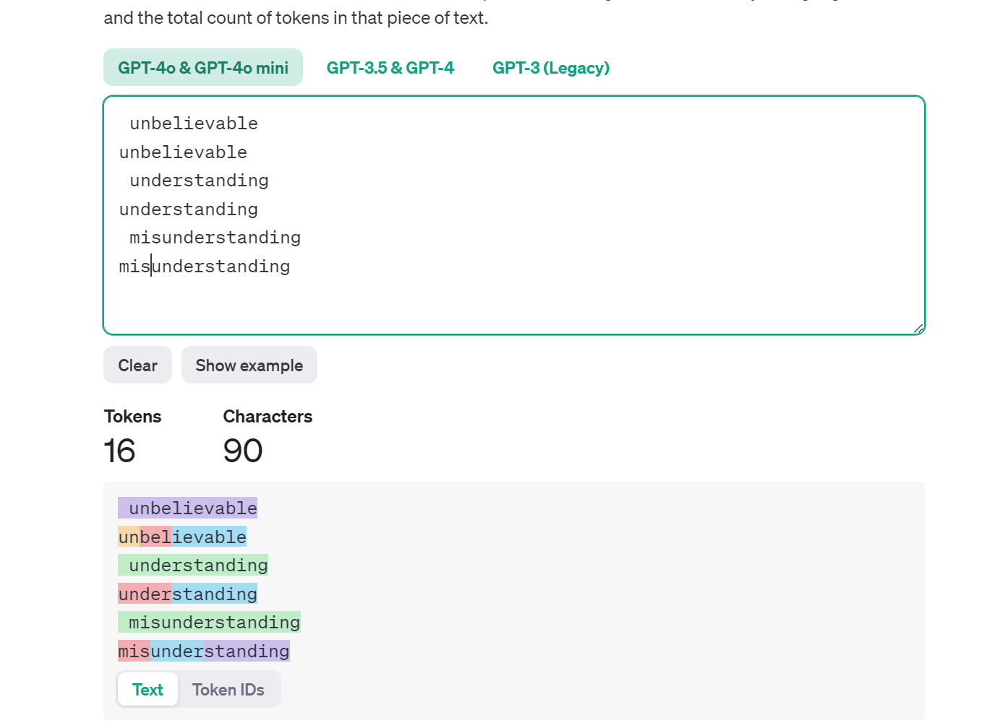 and the total count of tokens in that piece of text.
GPT-4o & GPT-4o mini GPT-3.5 & GPT-4 GPT-3 (Legacy)
 unbelievable
unbelievable
 understanding
understanding
 misunderstanding
misunderstanding
Clear Show example
Tokens Characters
16 90
 unbelievable
unbelievable
 understanding
understanding
 misunderstanding
misunderstanding
Text Token IDs